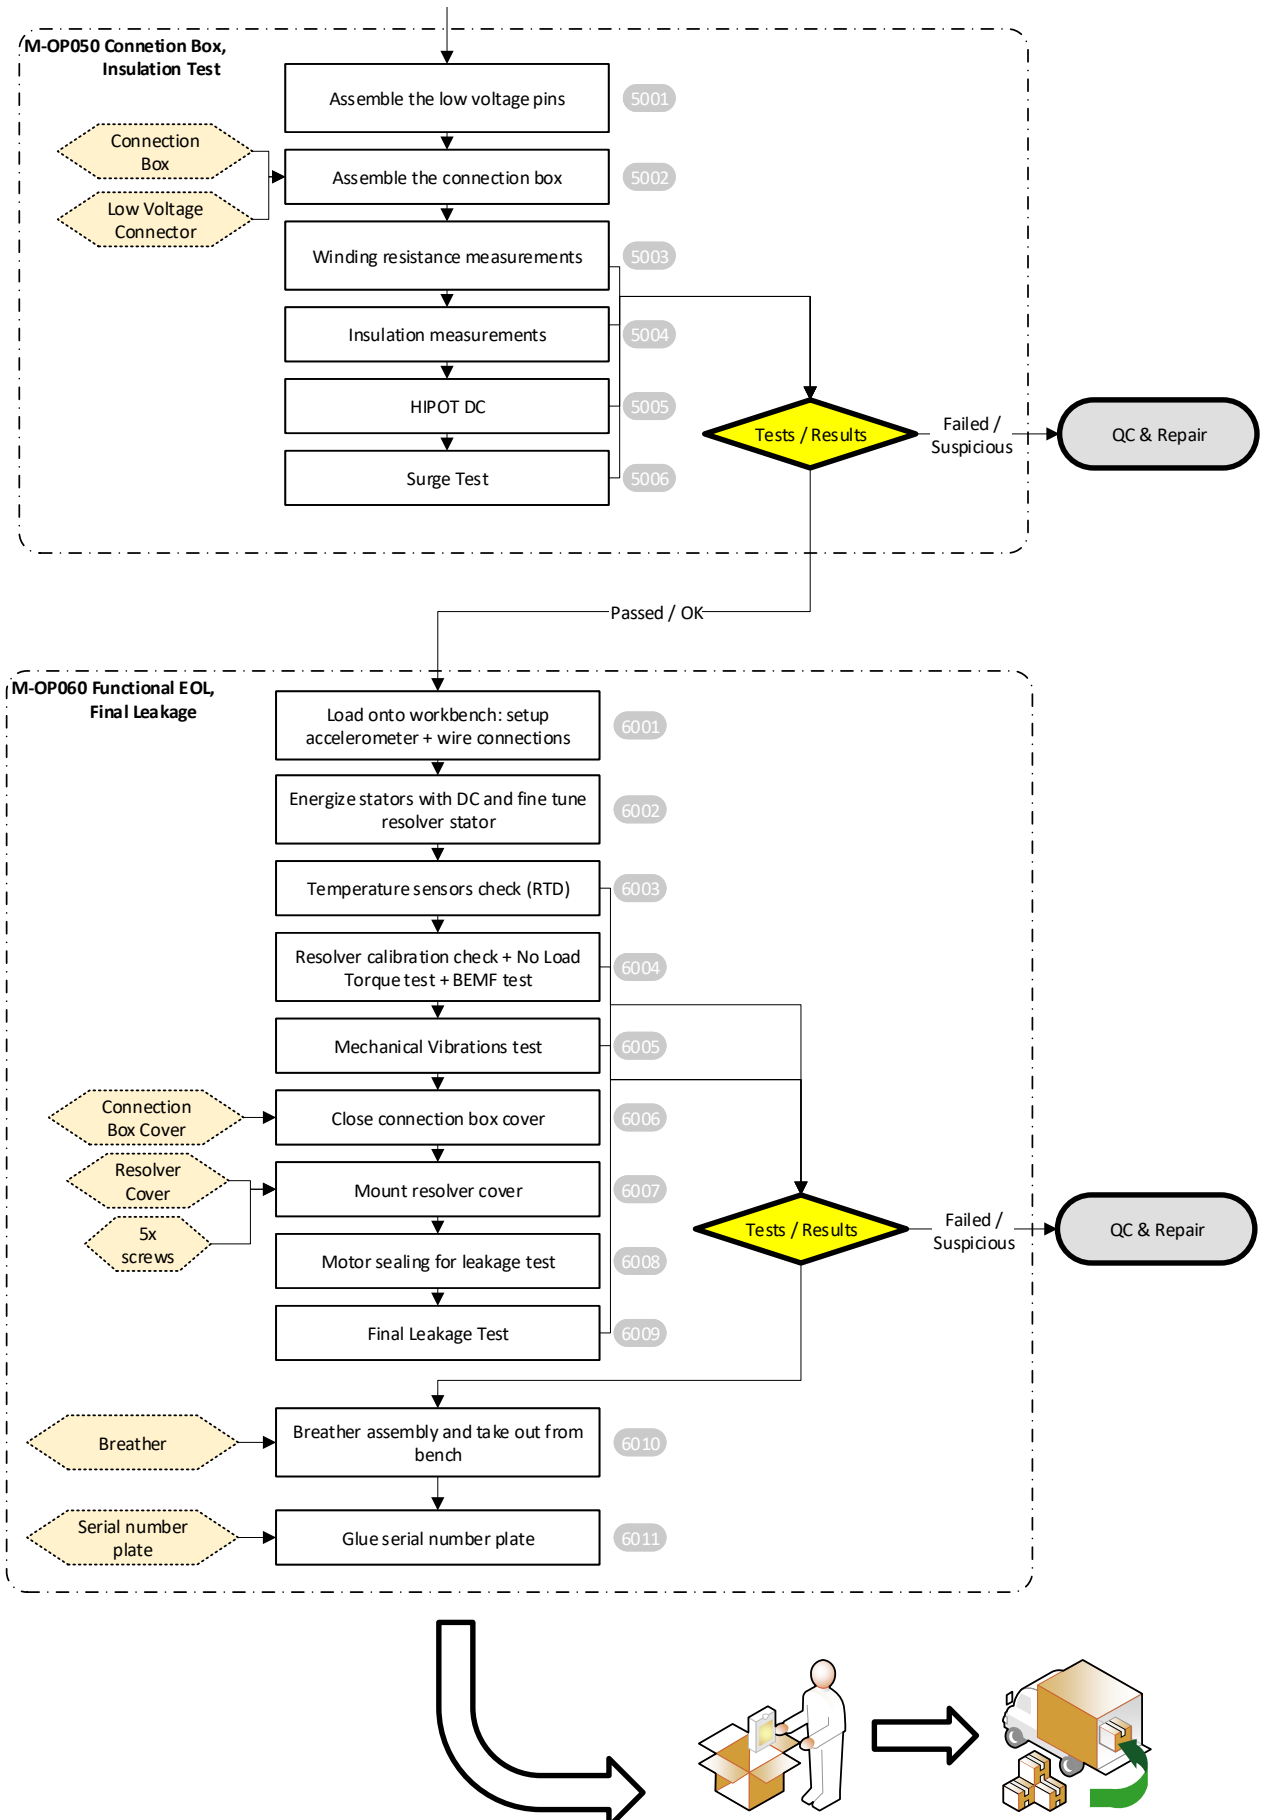 M-OP050 Connetion Box,
Insulation Test
Assemble the low voltage pins
5001
Connection
Box
Assemble the connection box
5002
Low Voltage
Connector
Winding resistance measurements
5003
Insulation measurements
5004
HIPOT DC
5005
Tests / Results
Failed /
Suspicious
QC & Repair
Surge Test
5006
Passed / OK
M-OP060 Functional EOL,
Final Leakage
Load onto workbench: setup
accelerometer + wire connections
6001
Energize stators with DC and fine tune
resolver stator
6002
Temperature sensors check (RTD)
6003
Resolver calibration check + No Load
Torque test + BEMF test
6004
Mechanical Vibrations test
6005
Connection
Box Cover
Close connection box cover
6006
Resolver
Cover
Mount resolver cover
6007
5x
screws
Tests / Results
Failed /
Suspicious
QC & Repair
Motor sealing for leakage test
6008
Final Leakage Test
6009
Breather
Breather assembly and take out from
bench
6010
Serial number
plate
Glue serial number plate
6011